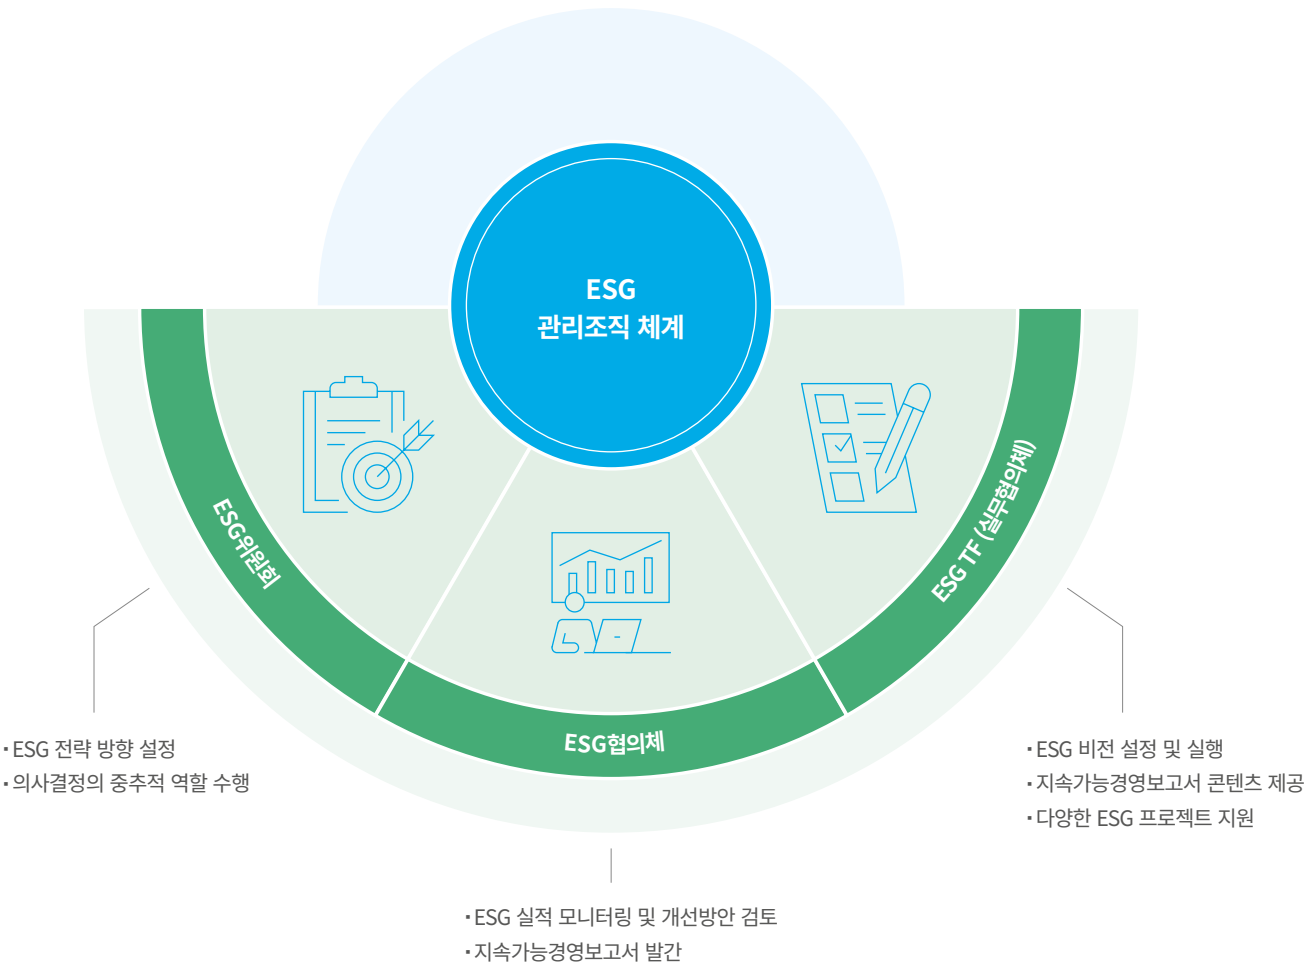 ESG
관리조직 체계
ESG위원회
ESG협의체
ESG TF (실무협의체)
· ESG 전략 방향 설정
· 의사결정의 중추적 역할 수행
· ESG 실적 모니터링 및 개선방안 검토
· 지속가능경영보고서 발간
· ESG 비전 설정 및 실행
· 지속가능경영보고서 콘텐츠 제공
· 다양한 ESG 프로젝트 지원